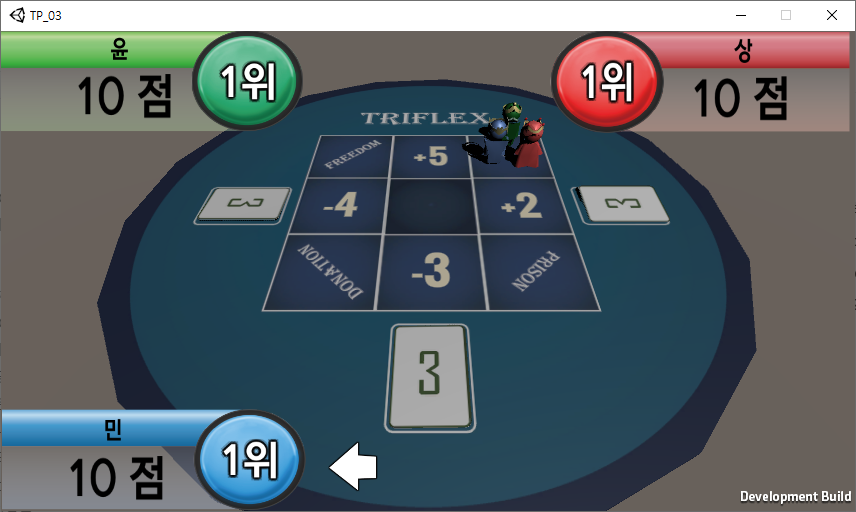 TP_03
윤
10 점
1위
상
1위
10 점
TRIFLEX
FREEDOM
+5
-4
+2
DONATION
-3
PRISON
3
3
3
민
10 점
1위
Development Build